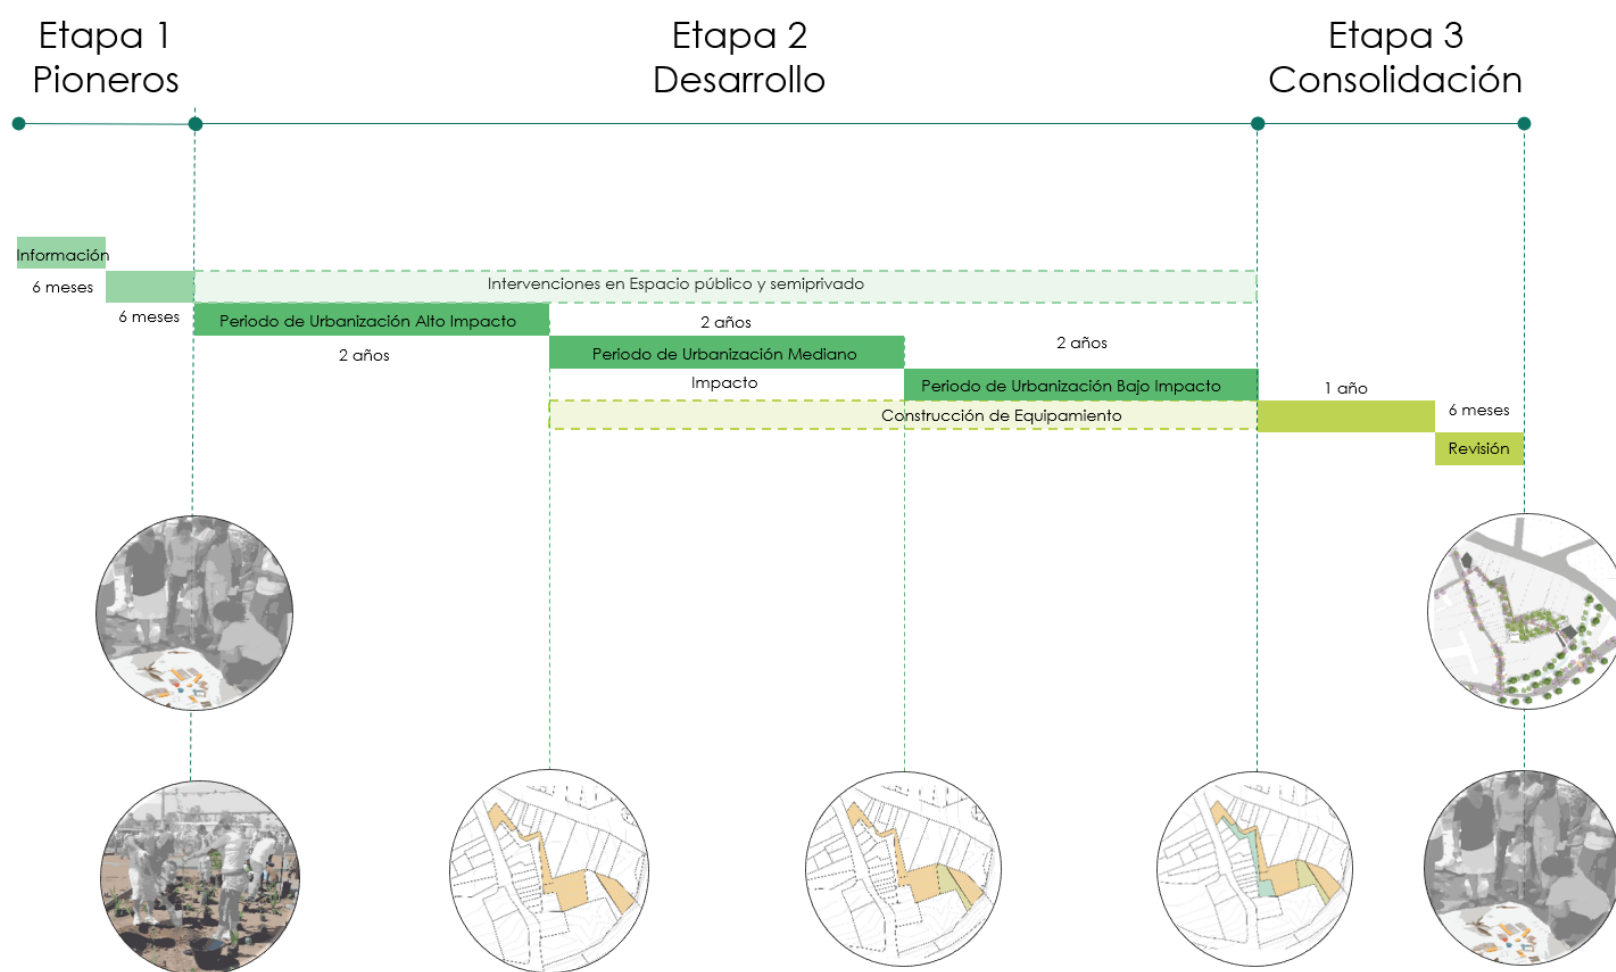 Etapa 1
Pioneros
Etapa 2
Desarrollo
Etapa 3
Consolidación
Información
6 meses
Intervenciones en Espacio público y semiprivado
6 meses
Periodo de Urbanización Alto Impacto
2 años
2 años
Periodo de Urbanización Mediano
Impacto
2 años
Periodo de Urbanización Bajo Impacto
1 año
Construcción de Equipamiento
6 meses
Revisión